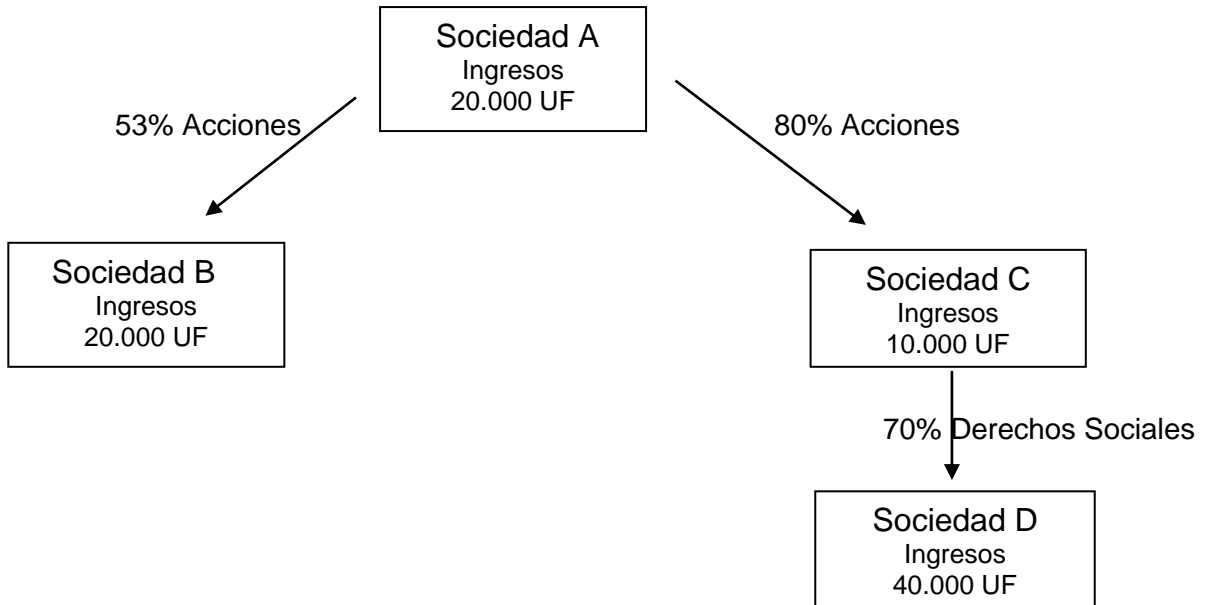 Sociedad A
Ingresos
20.000 UF
53% Acciones
80% Acciones
Sociedad B
Ingresos
20.000 UF
Sociedad C
Ingresos
10.000 UF
70% Derechos Sociales
Sociedad D
Ingresos
40.000 UF